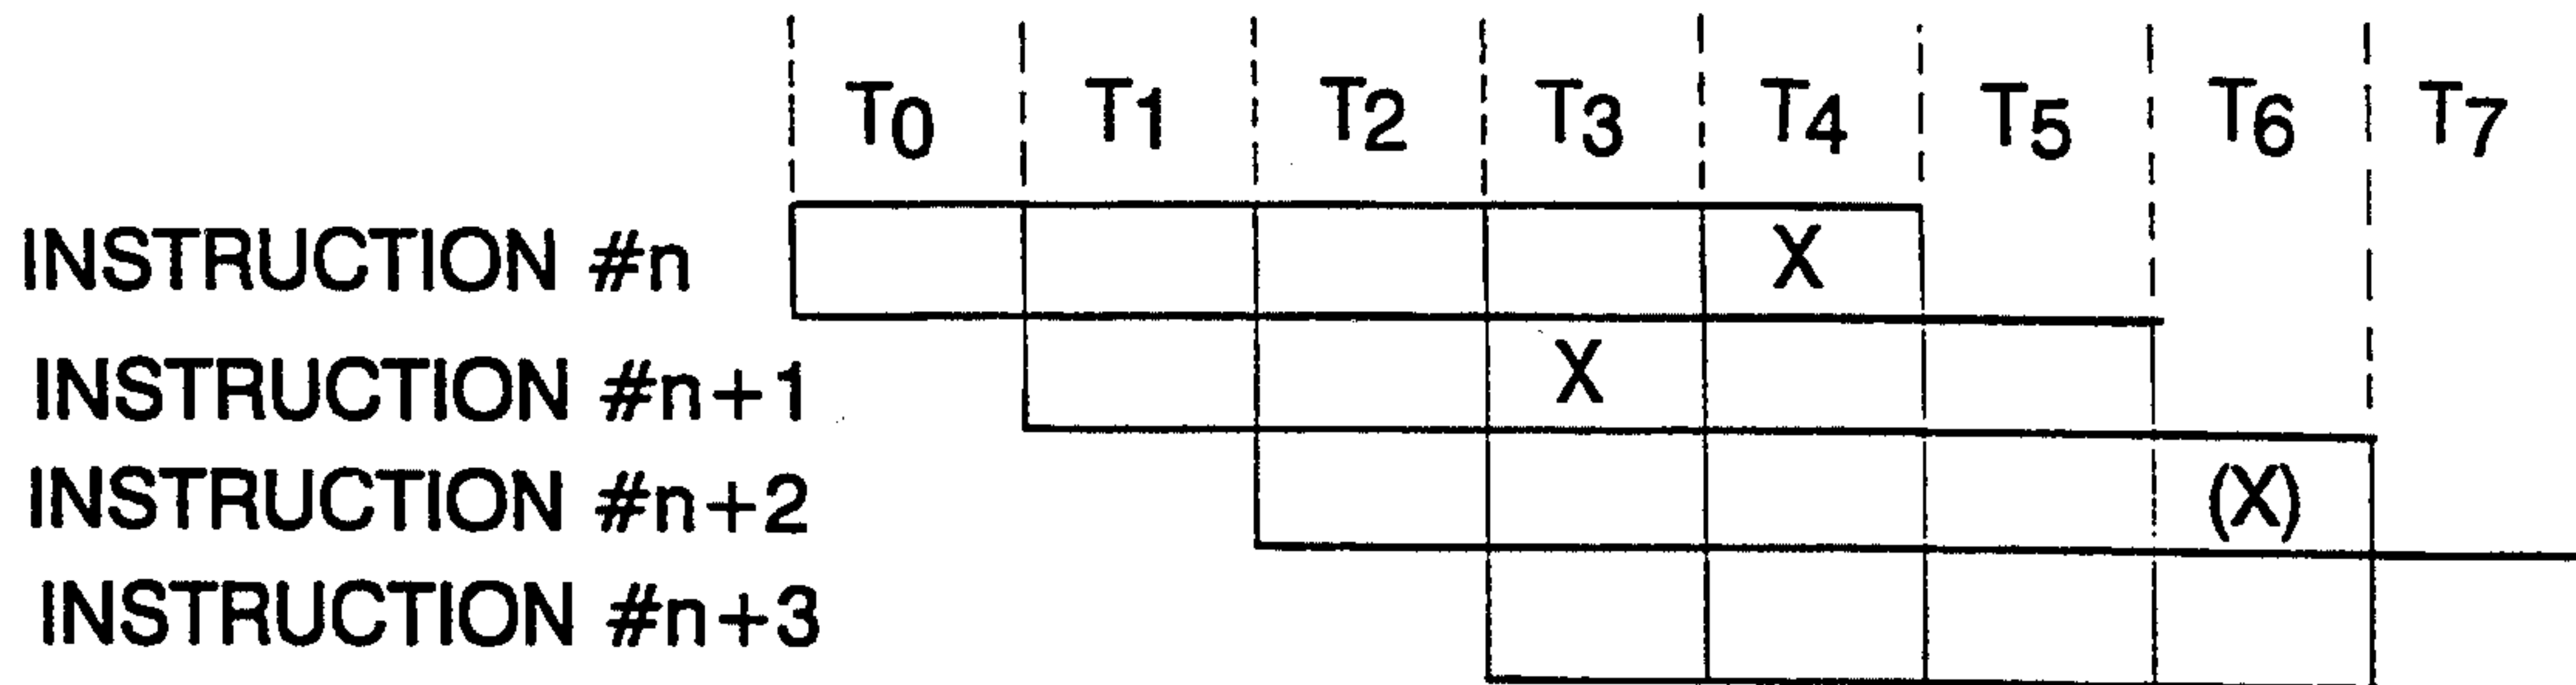 T0 T1 T2 T3 T4 T5 T6 T7
INSTRUCTION #n X
INSTRUCTION #n+1 X
INSTRUCTION #n+2 (X)
INSTRUCTION #n+3